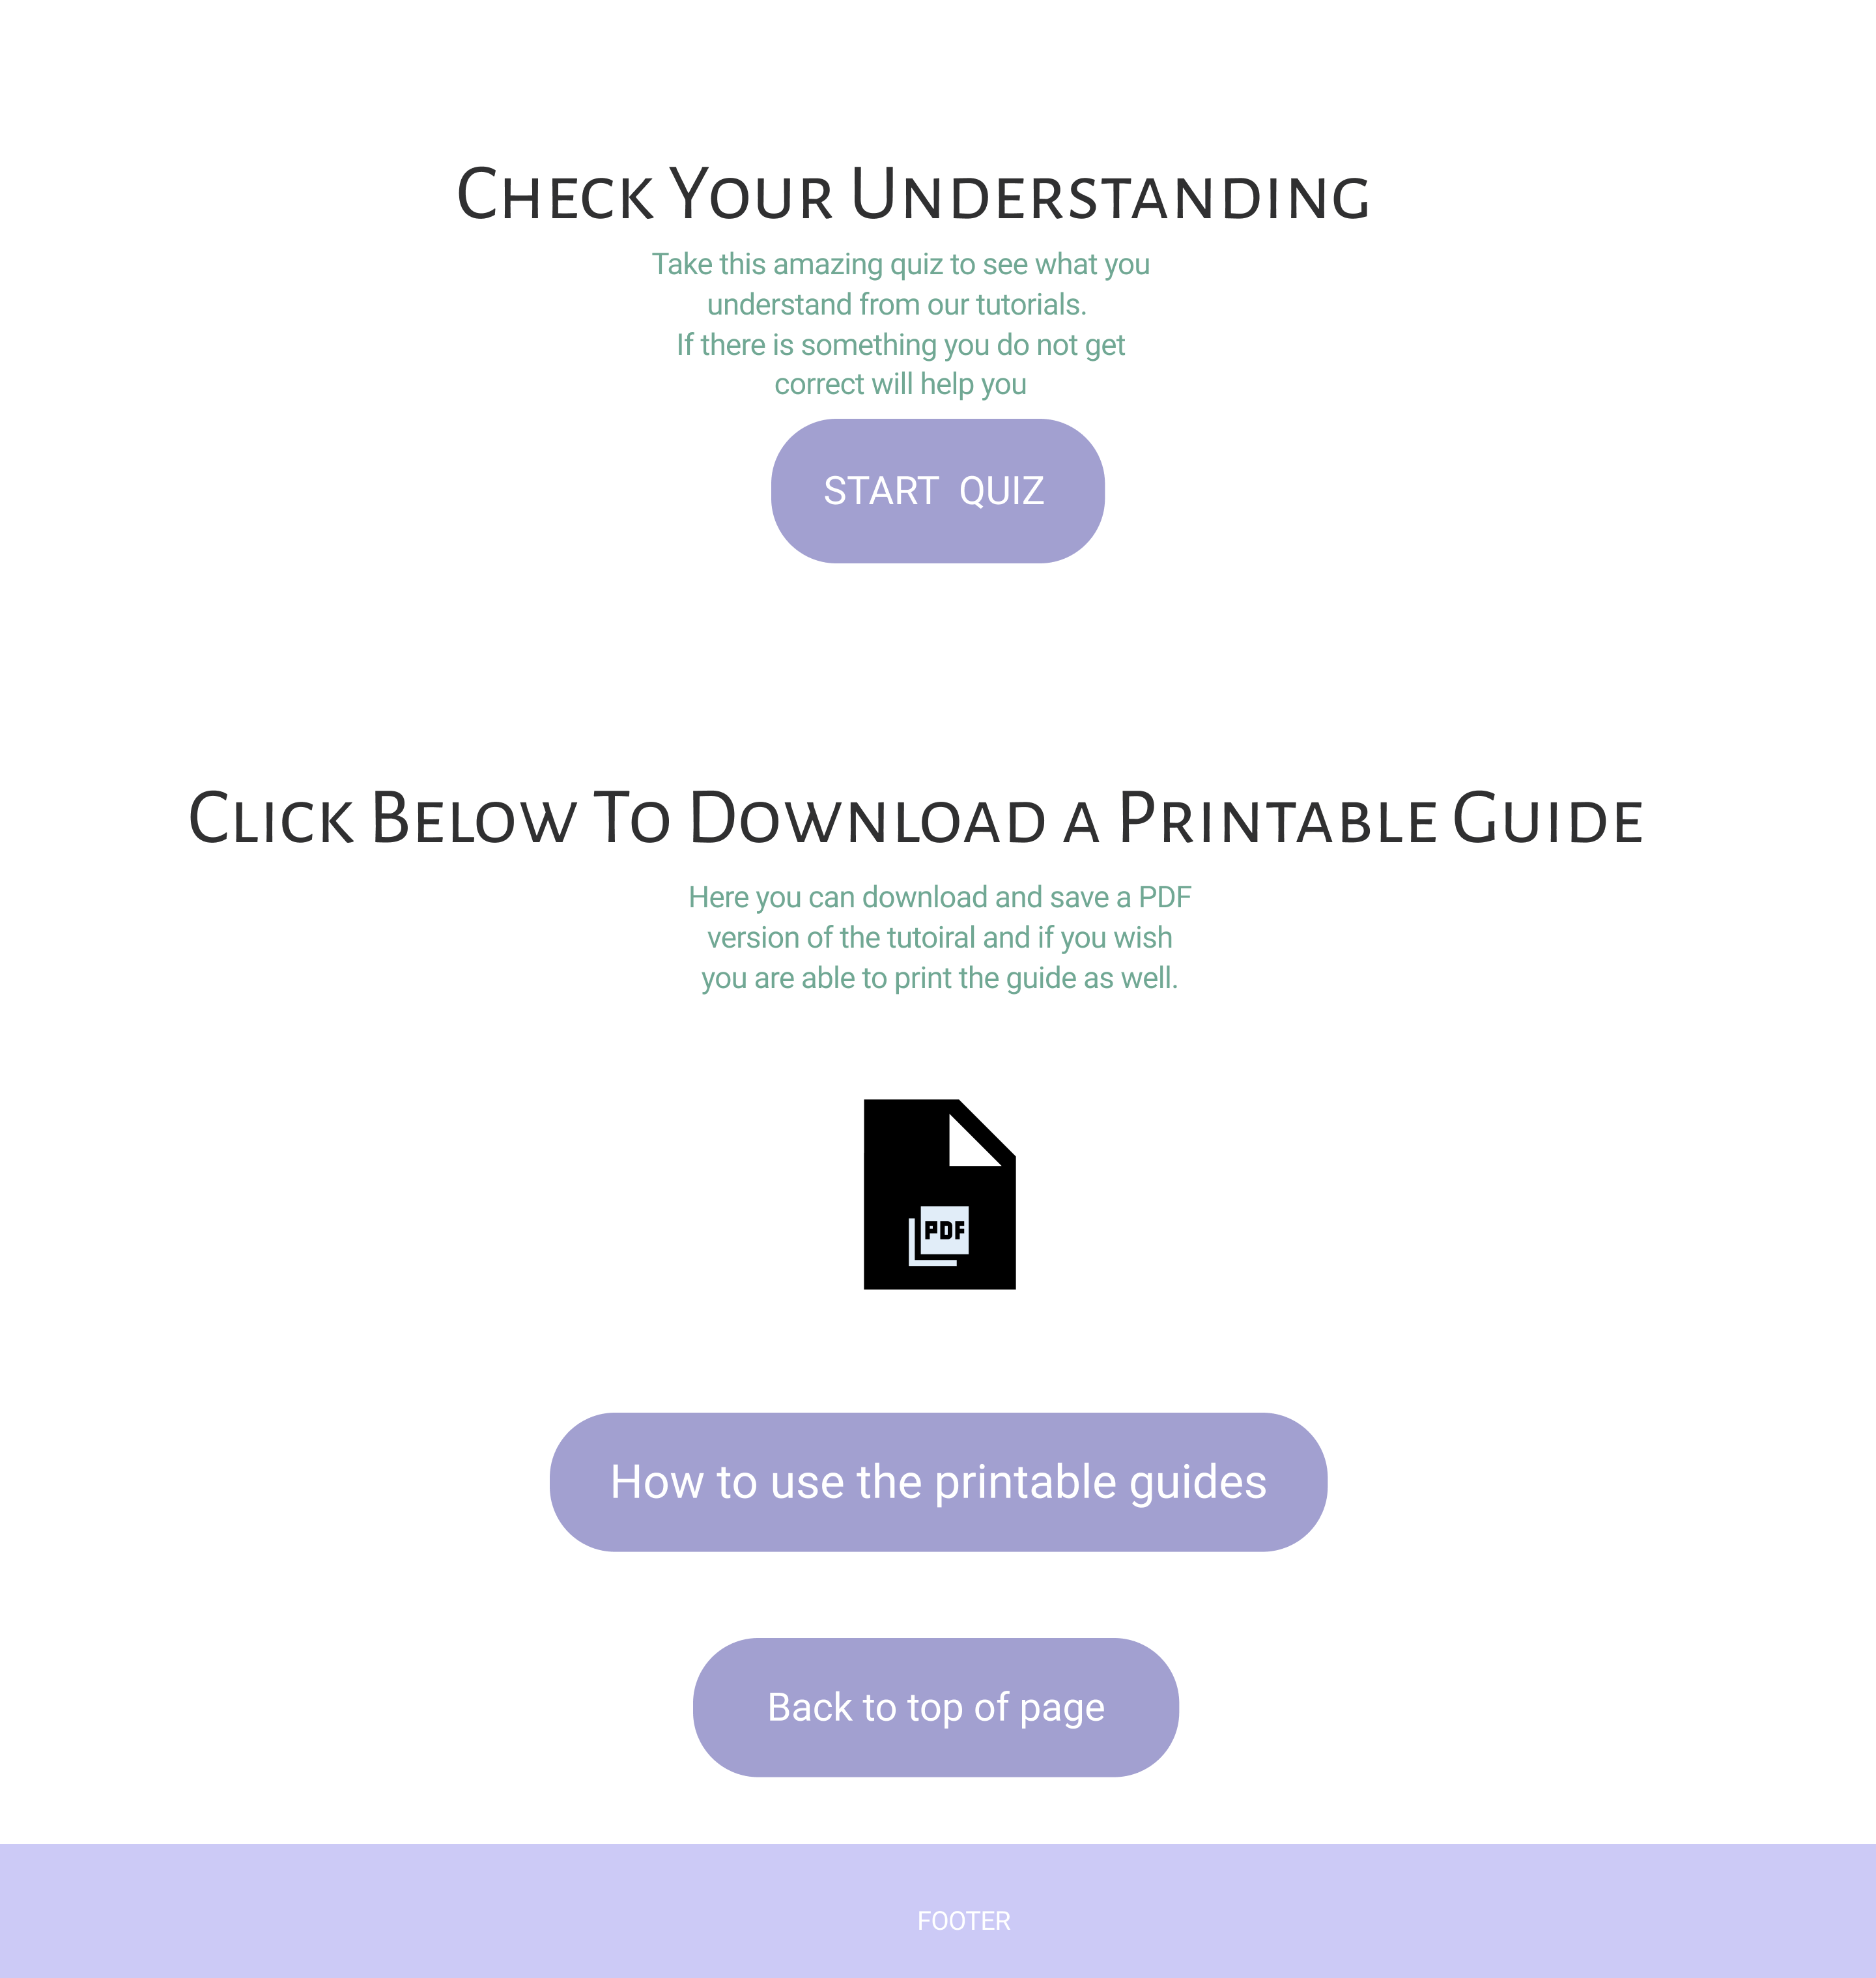 Check Your Understanding
Take this amazing quiz to see what you
understand from our tutorials.
If there is something you do not get
correct will help you
START QUIZ
Click Below To Download a Printable Guide
Here you can download and save a PDF
version of the tutoiral and if you wish
you are able to print the guide as well.
PDF
How to use the printable guides
Back to top of page
FOOTER